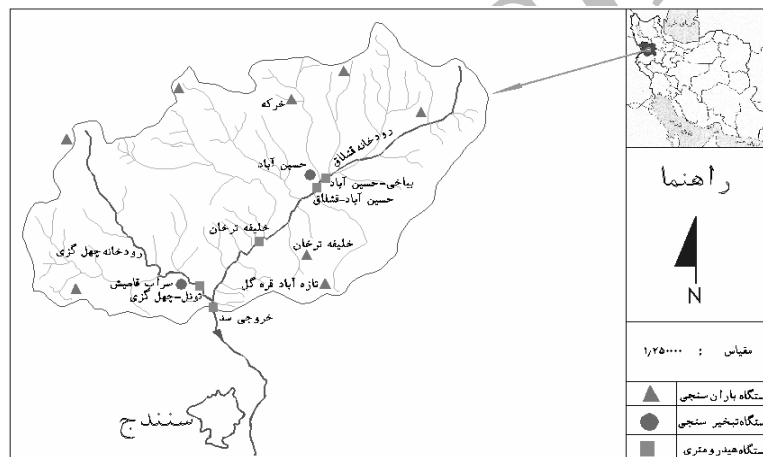 خرکه
رودخانه قشلاق
حسین آباد
بیاخی-حسین آباد
حسین آباد-قشلاق
خلیفه ترخان
خلیفه ترخان
رودخانه چهل گزی
تازه آباد قره گل
سراب قامیش
تونل-چهل گزی
خروجی سد
سنندج
راهنما
N
مقیاس : ۱٫۲۵۰۰۰۰
ستگاه باران سنجی
ستگاه تبخیر سنجی
ستگاه هیدرومتری